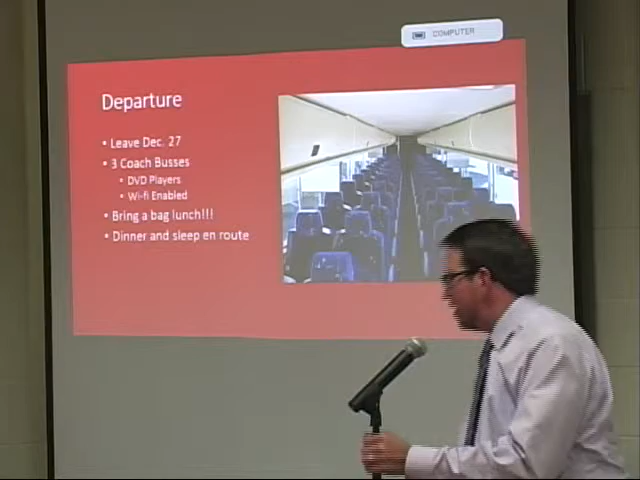 COMPUTER
Departure
• Leave Dec. 27
• 3 Coach Busses
• DVD Players
• Wi-fi Enabled
• Bring a bag lunch!!!
• Dinner and sleep en route